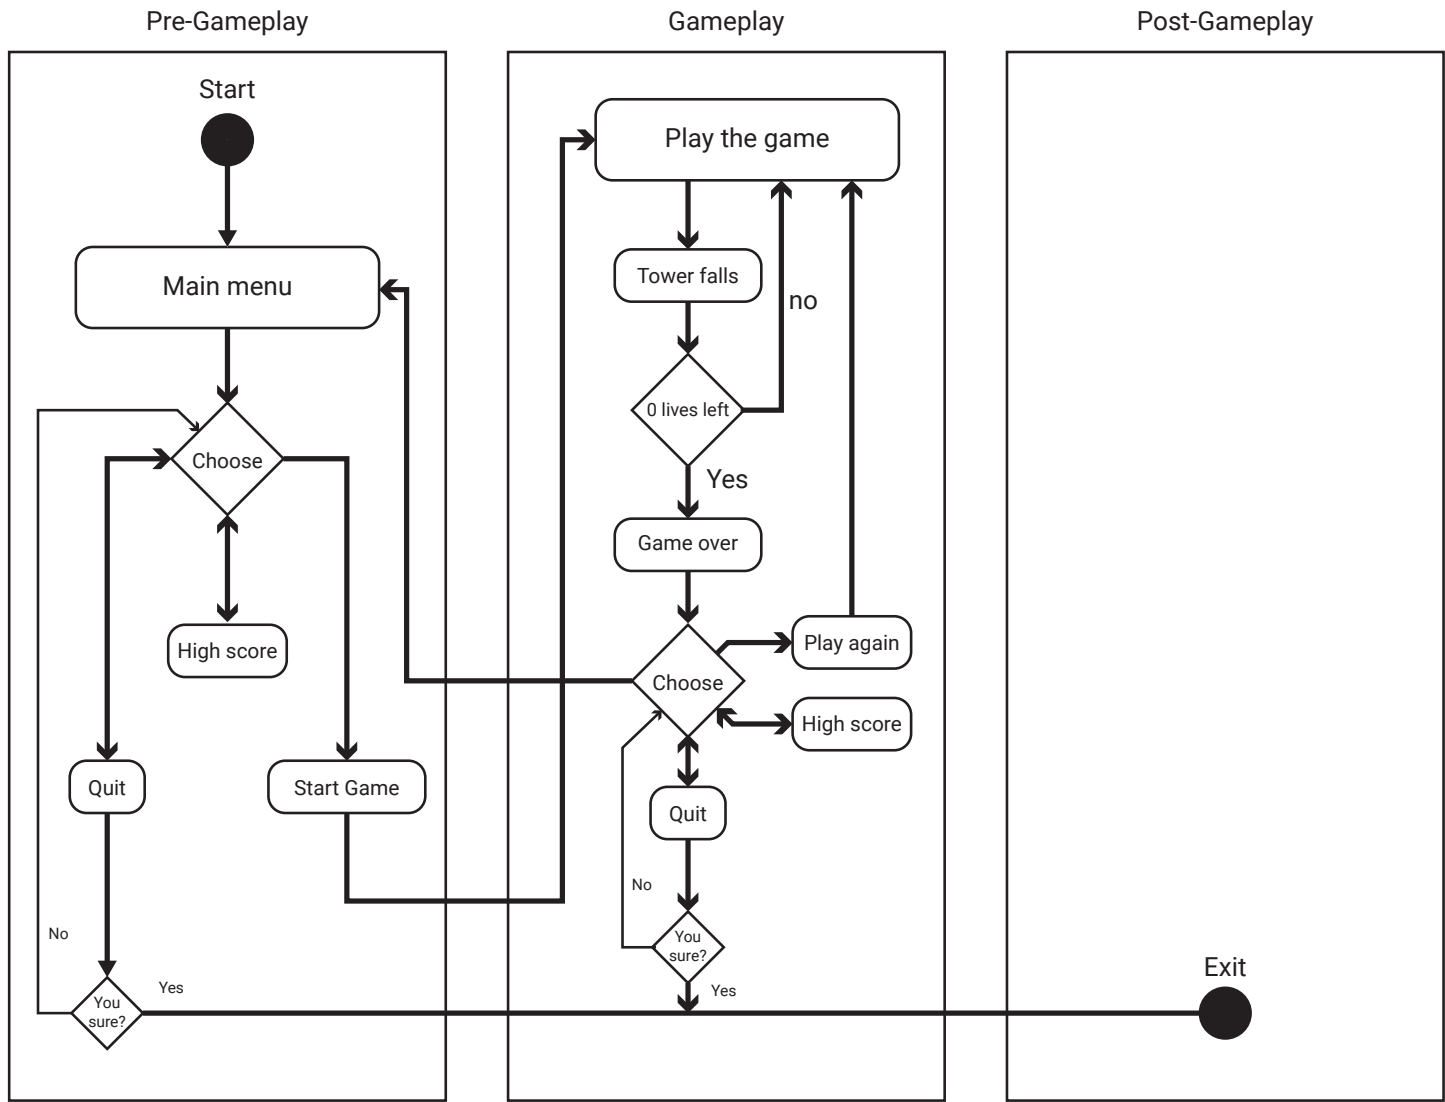 Pre-Gameplay
Gameplay
Post-Gameplay
Start
Main menu
Choose
High score
Quit
Start Game
No
You
sure?
Yes
Play the game
Tower falls
no
0 lives left
Yes
Game over
Choose
Play again
High score
Quit
No
You
sure?
Yes
Exit